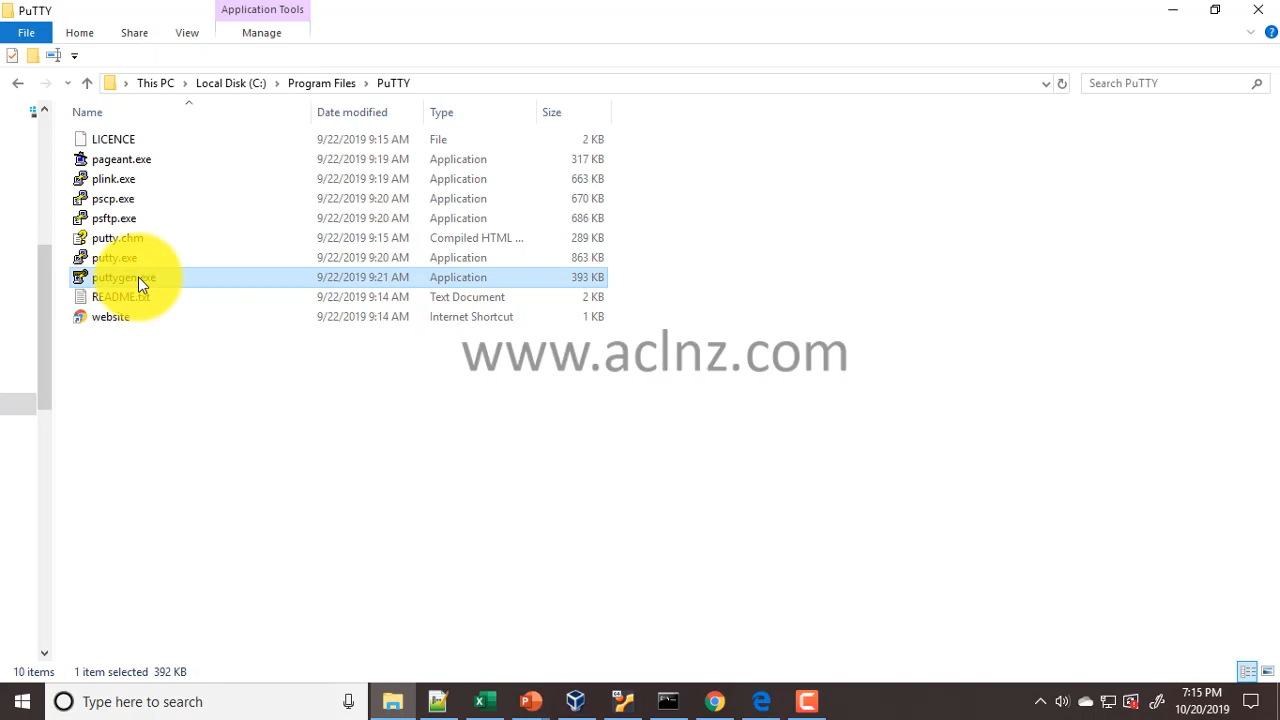 PuTTY
Application Tools
File Home Share View Manage
This PC Local Disk (C:) Program Files PuTTY
Search PuTTY
Name Date modified Type Size
LICENCE 9/22/2019 9:15 AM File 2 KB
pageant.exe 9/22/2019 9:19 AM Application 317 KB
plink.exe 9/22/2019 9:19 AM Application 663 KB
pscp.exe 9/22/2019 9:20 AM Application 670 KB
psftp.exe 9/22/2019 9:20 AM Application 686 KB
putty.chm 9/22/2019 9:15 AM Compiled HTML ... 289 KB
putty.exe 9/22/2019 9:20 AM Application 863 KB
puttygen.exe 9/22/2019 9:21 AM Application 393 KB
README.txt 9/22/2019 9:14 AM Text Document 2 KB
website 9/22/2019 9:14 AM Internet Shortcut 1 KB
www.aclnz.com
10 items 1 item selected 392 KB
Type here to search
7:15 PM
10/20/2019